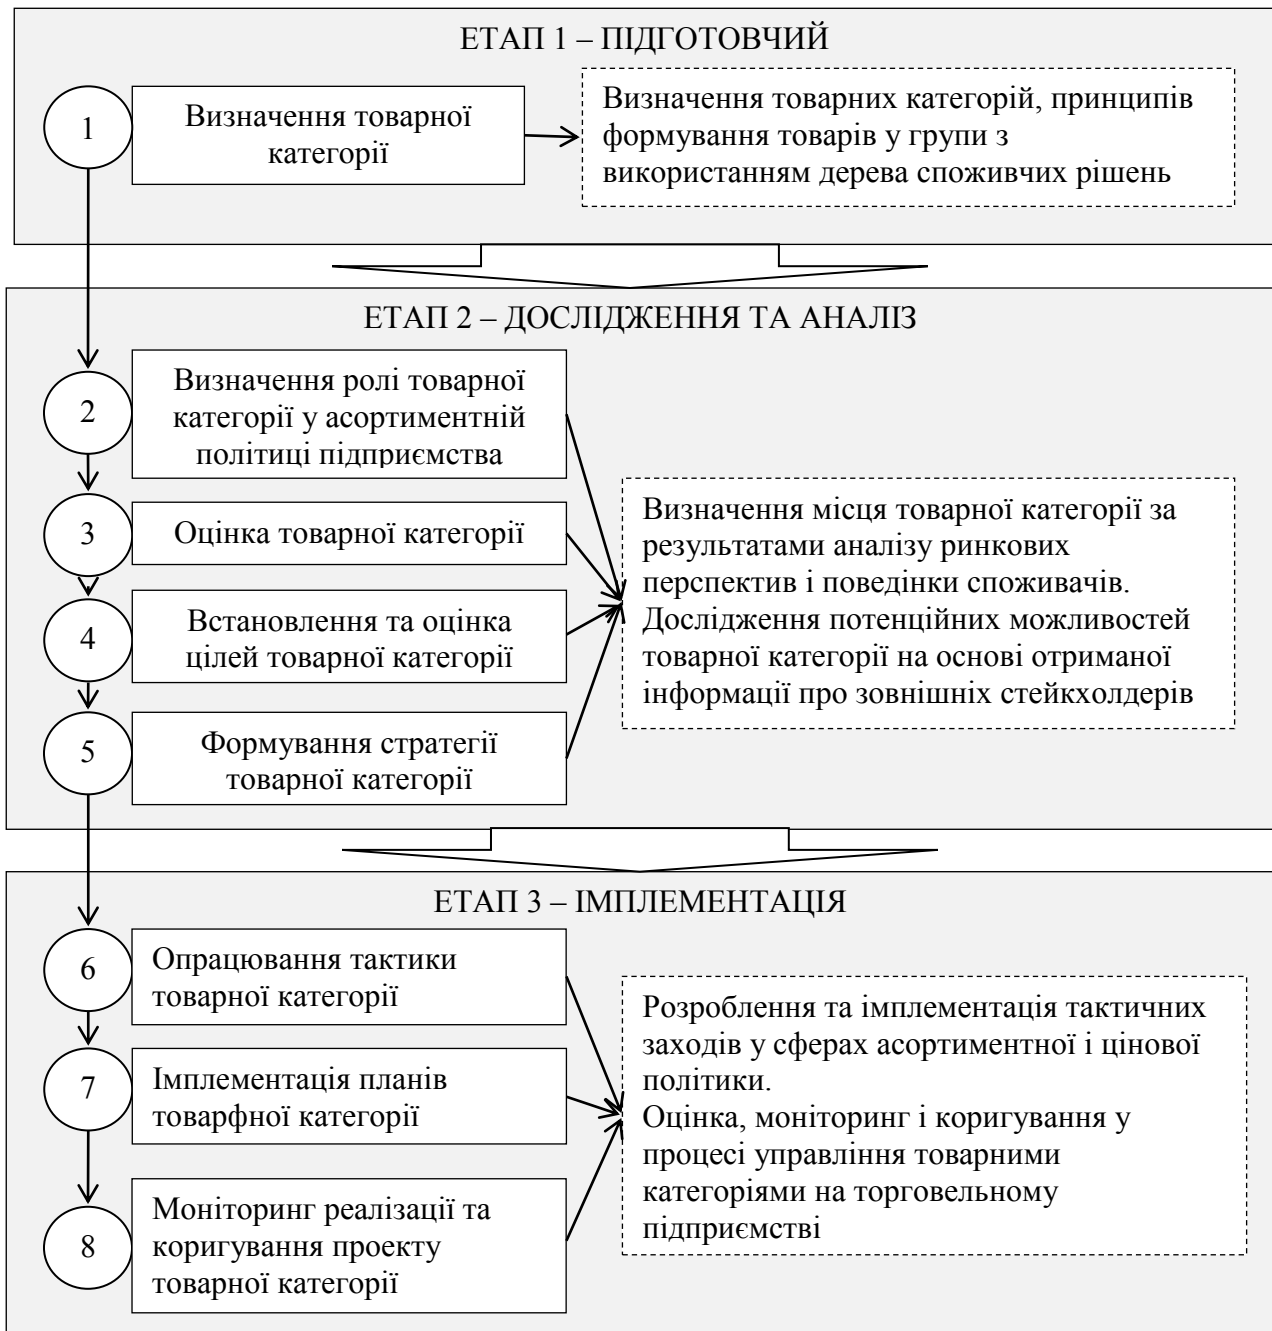 ЕТАП 1 – ПІДГОТОВЧИЙ
1
Визначення товарної
категорії
Визначення товарних категорій, принципів
формування товарів у групи з
використанням дерева споживчих рішень
ЕТАП 2 – ДОСЛІДЖЕННЯ ТА АНАЛІЗ
2
Визначення ролі товарної
категорії у асортиментній
політиці підприємства
3
Оцінка товарної категорії
4
Встановлення та оцінка
цілей товарної категорії
5
Формування стратегії
товарної категорії
Визначення місця товарної категорії за
результатами аналізу ринкових
перспектив і поведінки споживачів.
Дослідження потенційних можливостей
товарної категорії на основі отриманої
інформації про зовнішніх стейкхолдерів
ЕТАП 3 – ІМПЛЕМЕНТАЦІЯ
6
Опрацювання тактики
товарної категорії
7
Імплементація планів
товарфної категорії
8
Моніторинг реалізації та
коригування проекту
товарної категорії
Розроблення та імплементація тактичних
заходів у сферах асортиментної і цінової
політики.
Оцінка, моніторинг і коригування у
процесі управління товарними
категоріями на торговельному
підприємстві